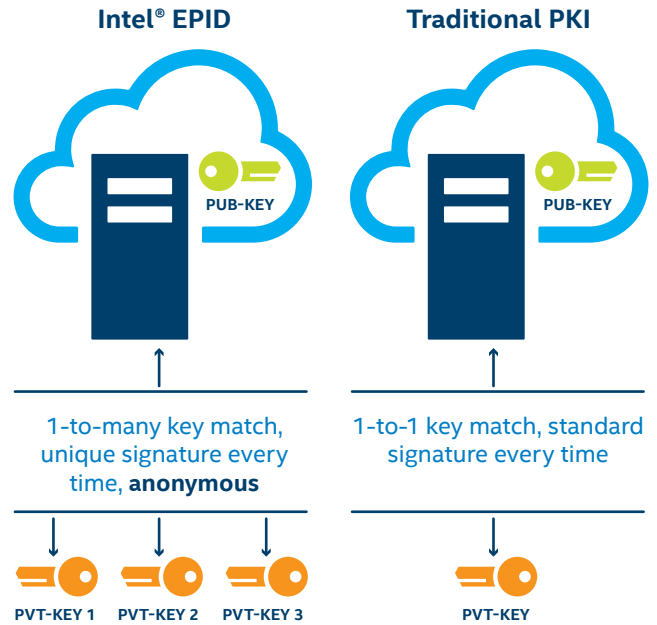 Intel® EPID
PUB-KEY
1-to-many key match,
unique signature every
time, anonymous
PVT-KEY 1
PVT-KEY 2
PVT-KEY 3
Traditional PKI
PUB-KEY
1-to-1 key match, standard
signature every time
PVT-KEY